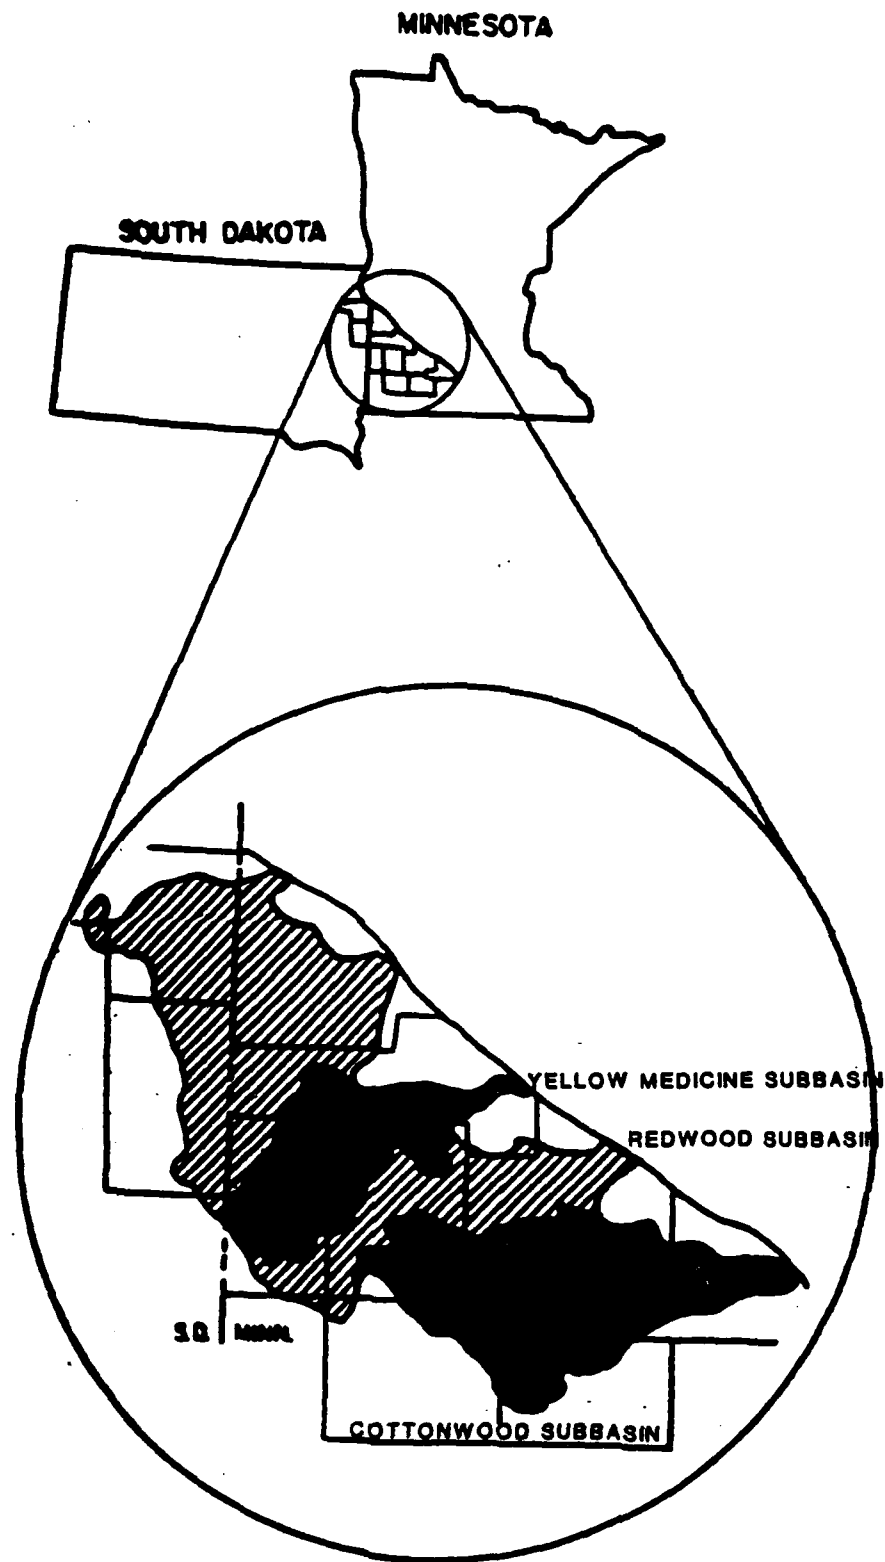 MINNESOTA
SOUTH DAKOTA
YELLOW MEDICINE SUBBASIN
REDWOOD SUBBASIN
S.D. MINN.
COTTONWOOD SUBBASIN